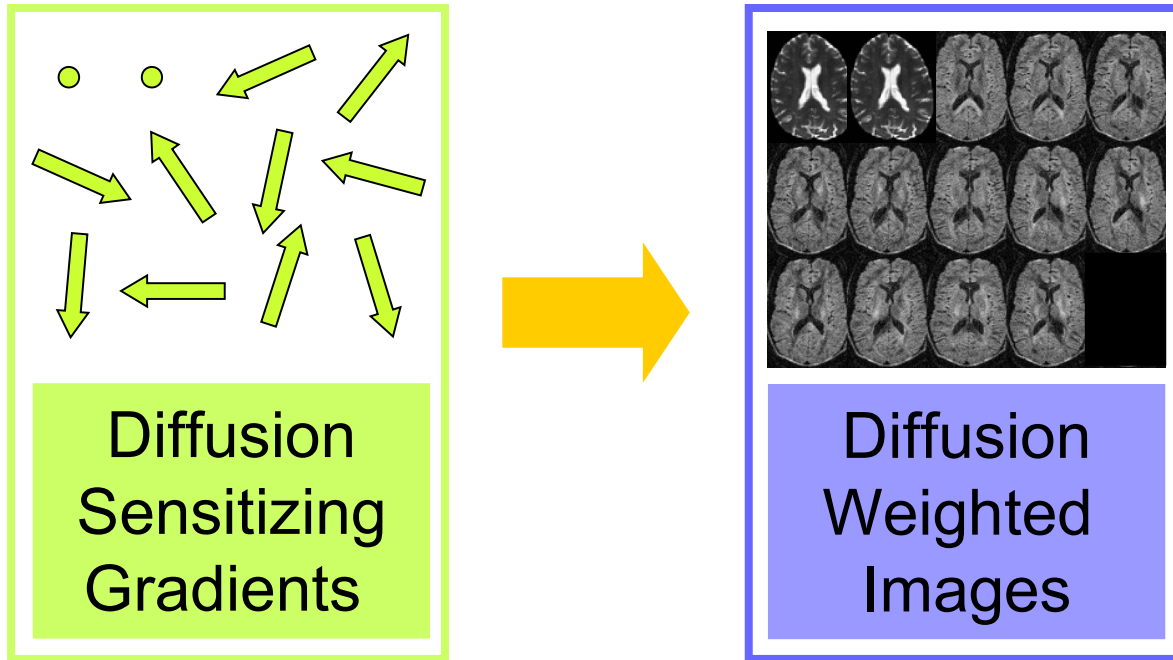 Diffusion
Sensitizing
Gradients
Diffusion
Weighted
Images